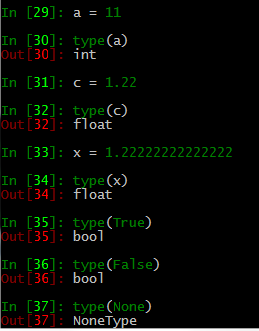 In [29]: a = 11
In [30]: type(a)
Out[30]: int
In [31]: c = 1.22
In [32]: type(c)
Out[32]: float
In [33]: x = 1.22222222222222
In [34]: type(x)
Out[34]: float
In [35]: type(True)
Out[35]: bool
In [36]: type(False)
Out[36]: bool
In [37]: type(None)
Out[37]: NoneType